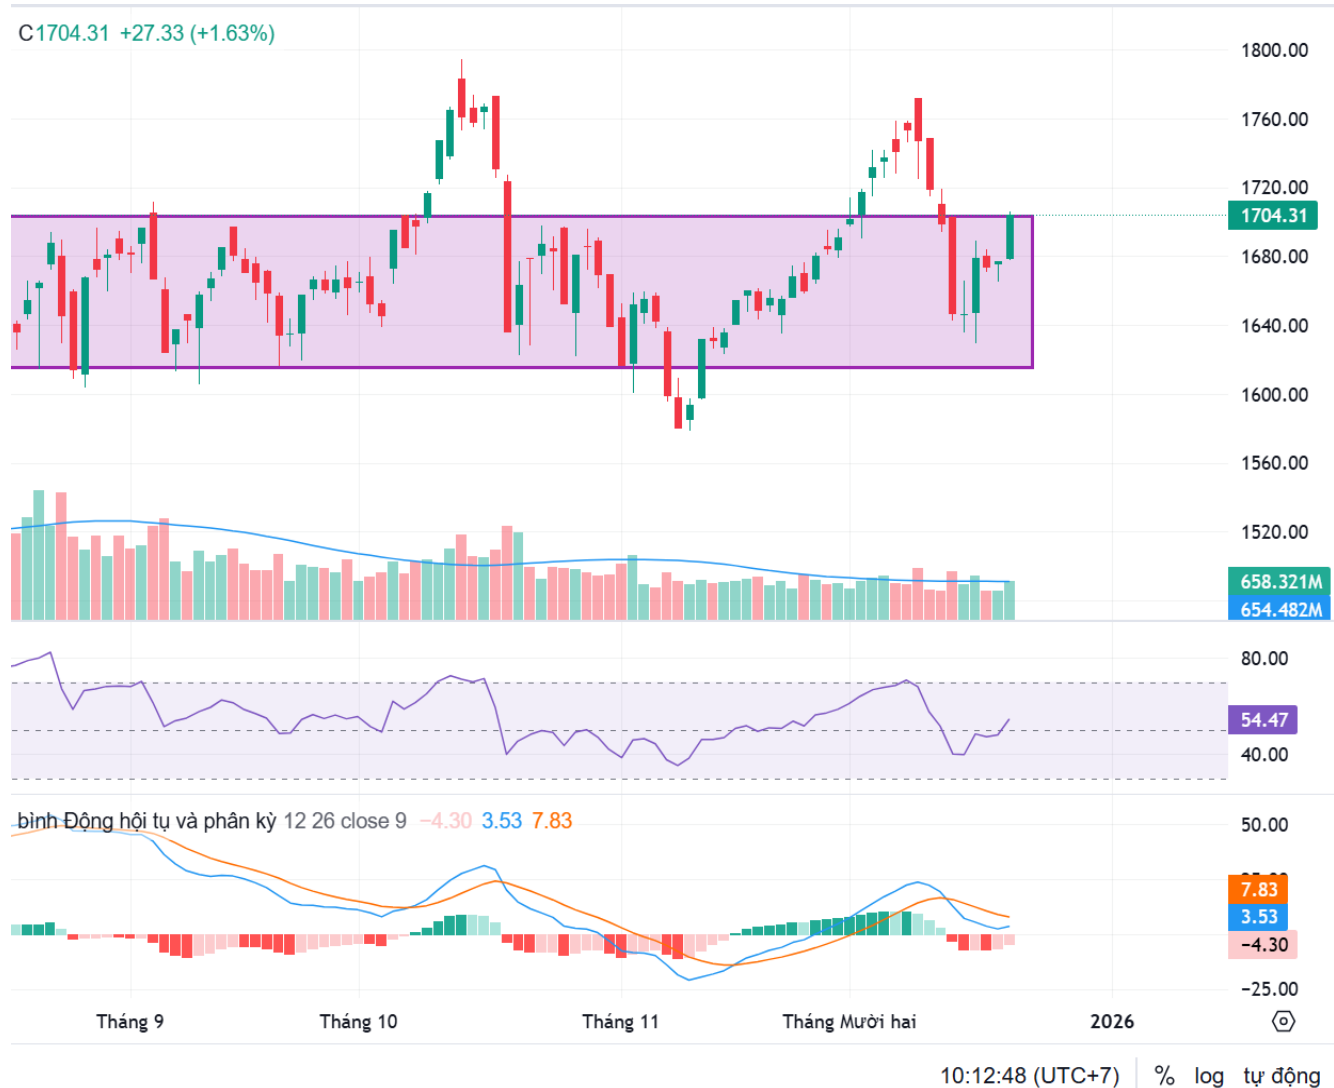 C1704.31 +27.33 (+1.63%)
1800.00
1760.00
1720.00
1704.31
1680.00
1640.00
1600.00
1560.00
1520.00
658.321M
654.482M
80.00
54.47
40.00
bình Động hội tụ và phân kỳ 12 26 close 9 −4.30 3.53 7.83
50.00
7.83
3.53
−4.30
−25.00
Tháng 9 Tháng 10 Tháng 11 Tháng Mười hai 2026
10:12:48 (UTC+7) % log tự động